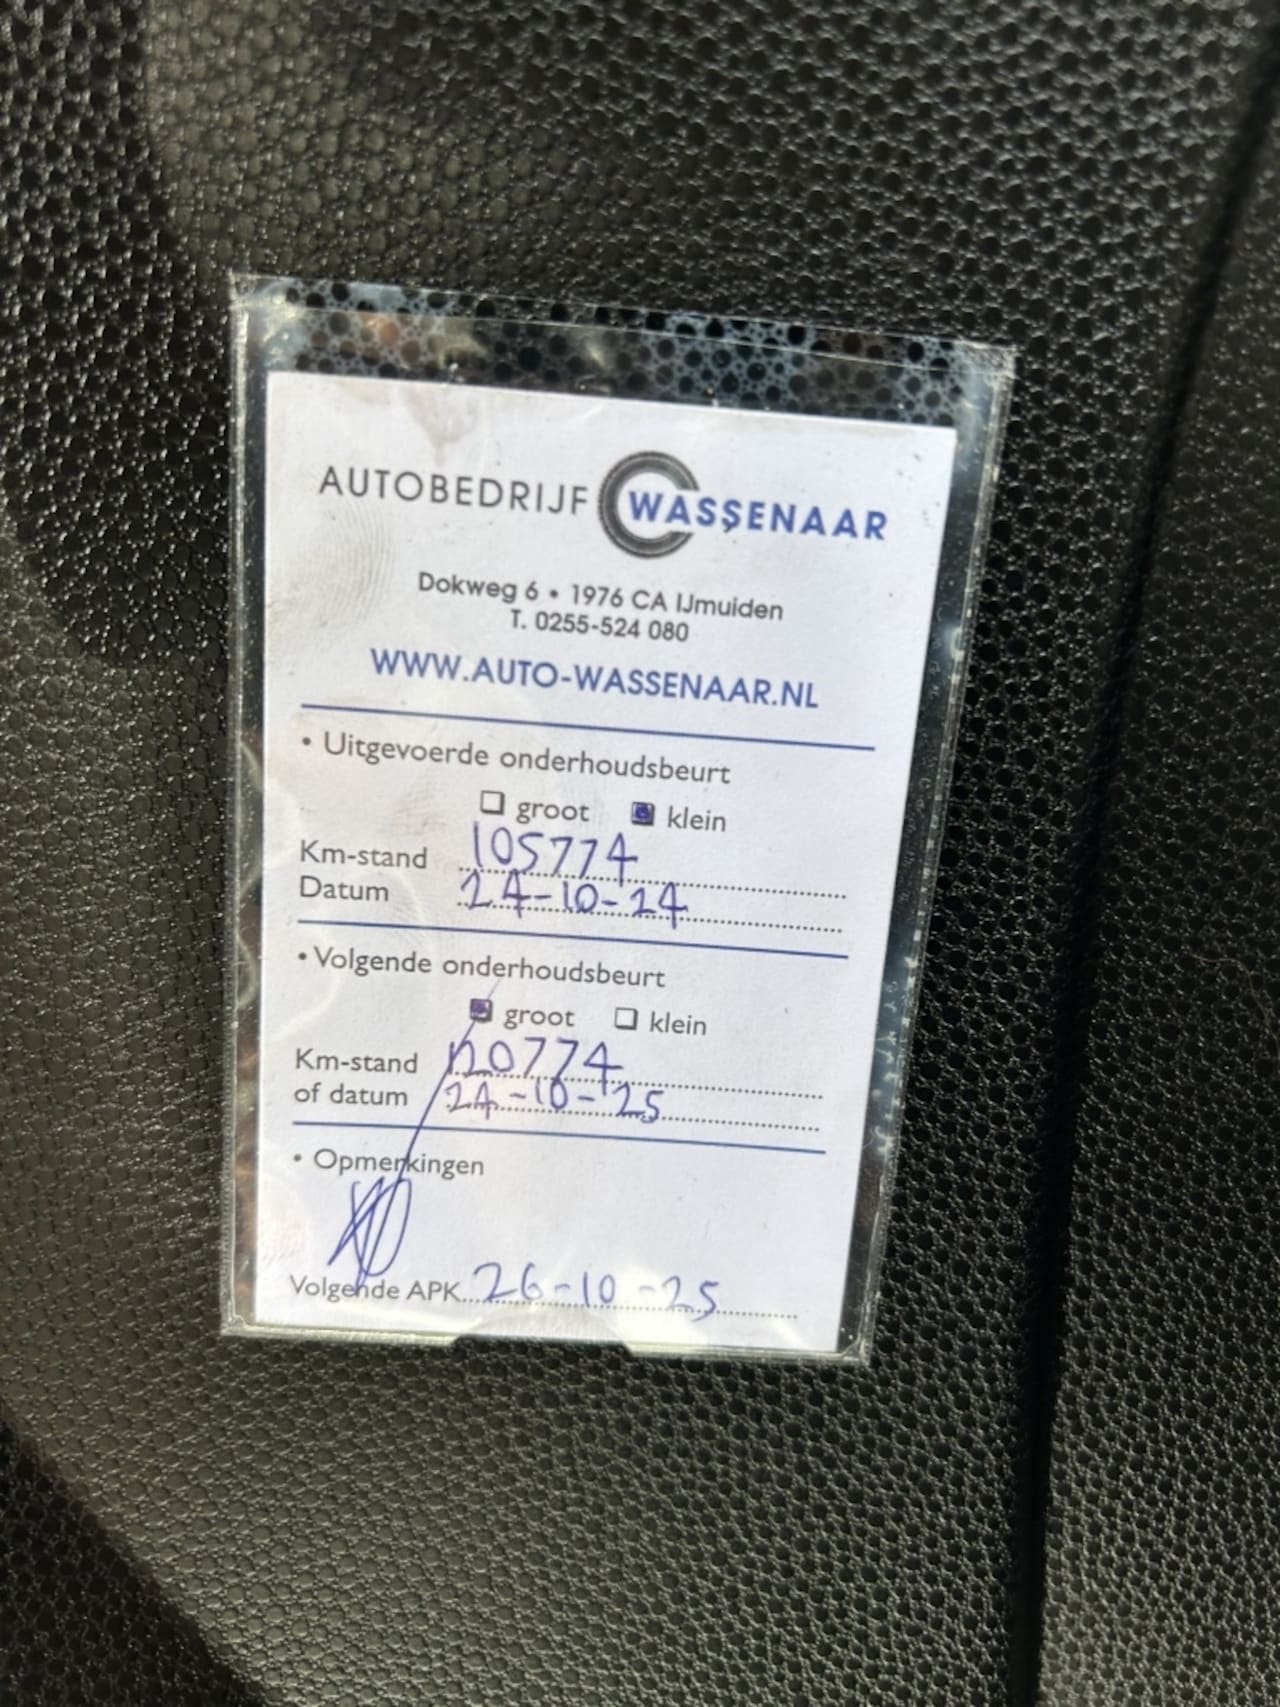 AUTOBEDRIJF WASSENAAR
Dokweg 6 • 1976 CA IJmuiden
T. 0255-524 080
WWW.AUTO-WASSENAAR.NL
• Uitgevoerde onderhoudsbeurt
groot klein
Km-stand 105774
Datum 24-10-24
• Volgende onderhoudsbeurt
groot klein
Km-stand 120774
of datum 24-10-25
• Opmerkingen
Volgende APK 26-10-25